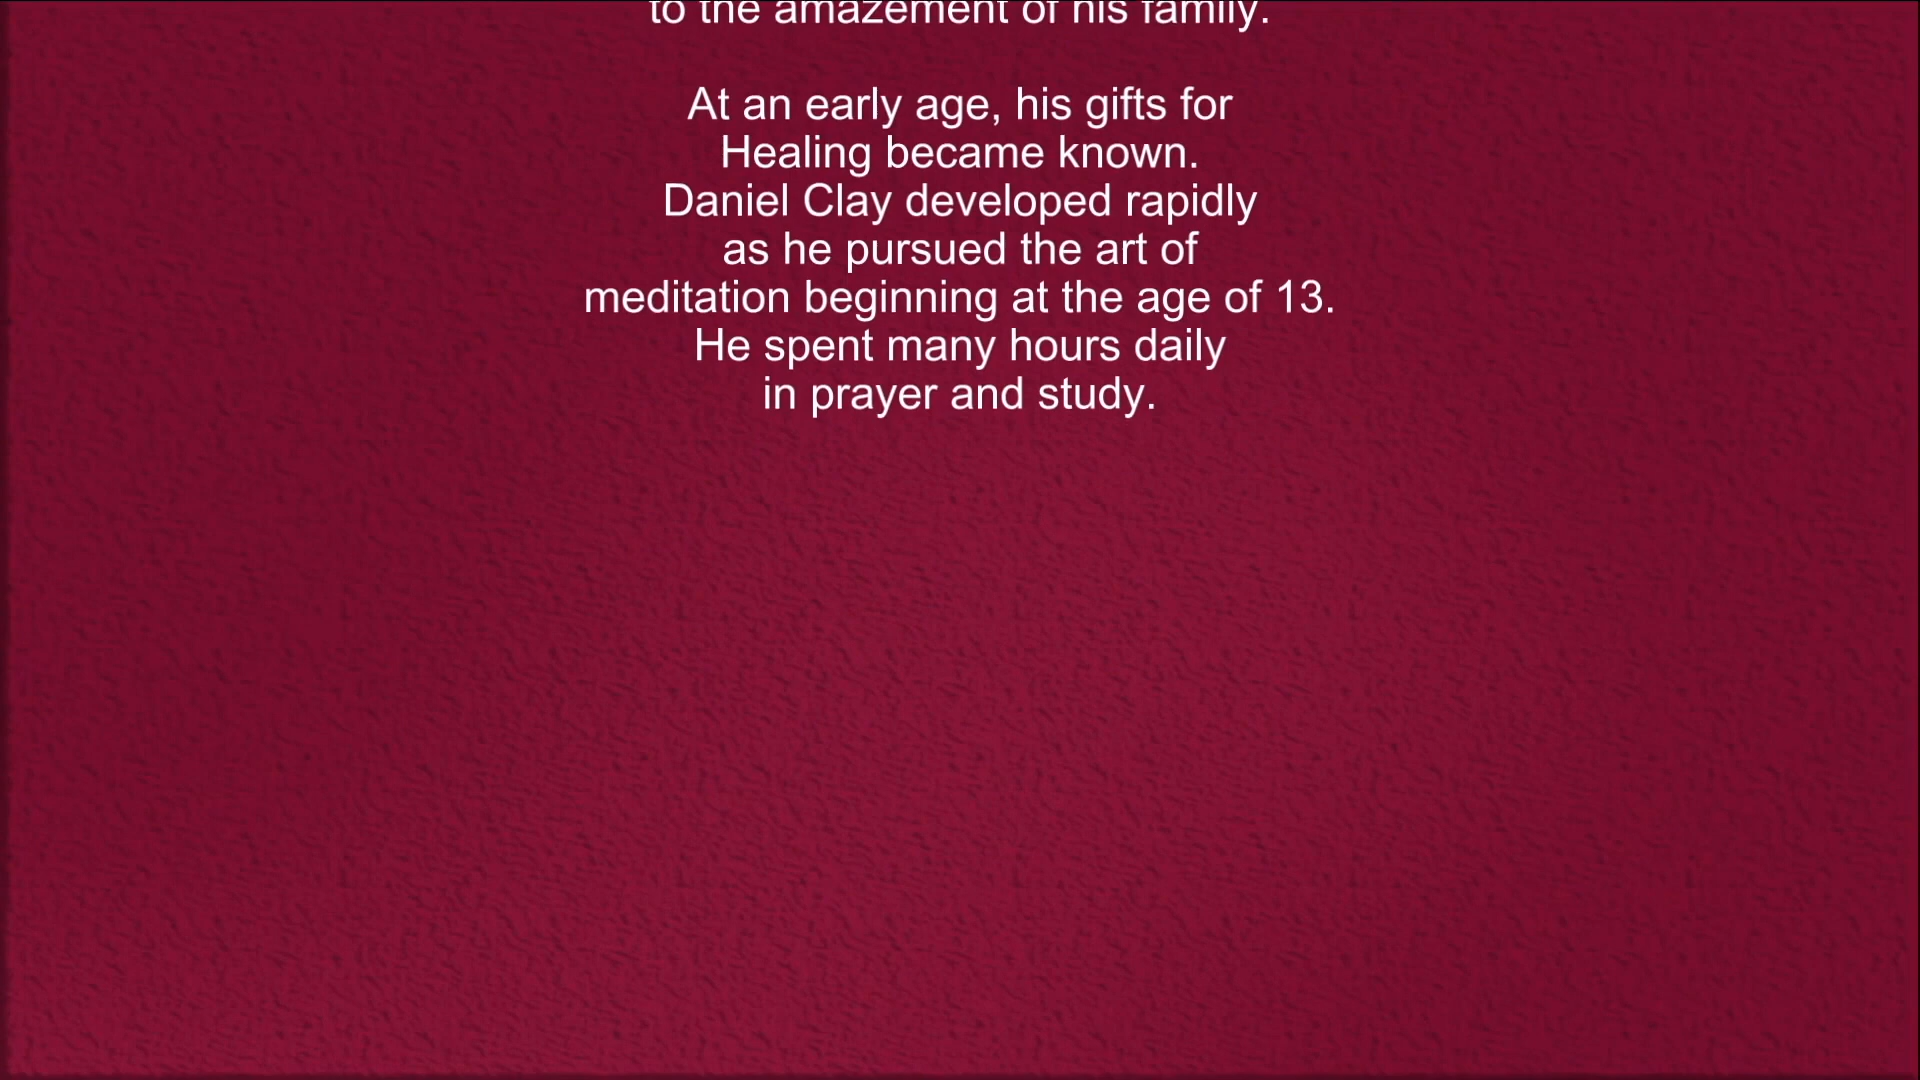 to the amazement of his family.
At an early age, his gifts for
Healing became known.
Daniel Clay developed rapidly
as he pursued the art of
meditation beginning at the age of 13.
He spent many hours daily
in prayer and study.